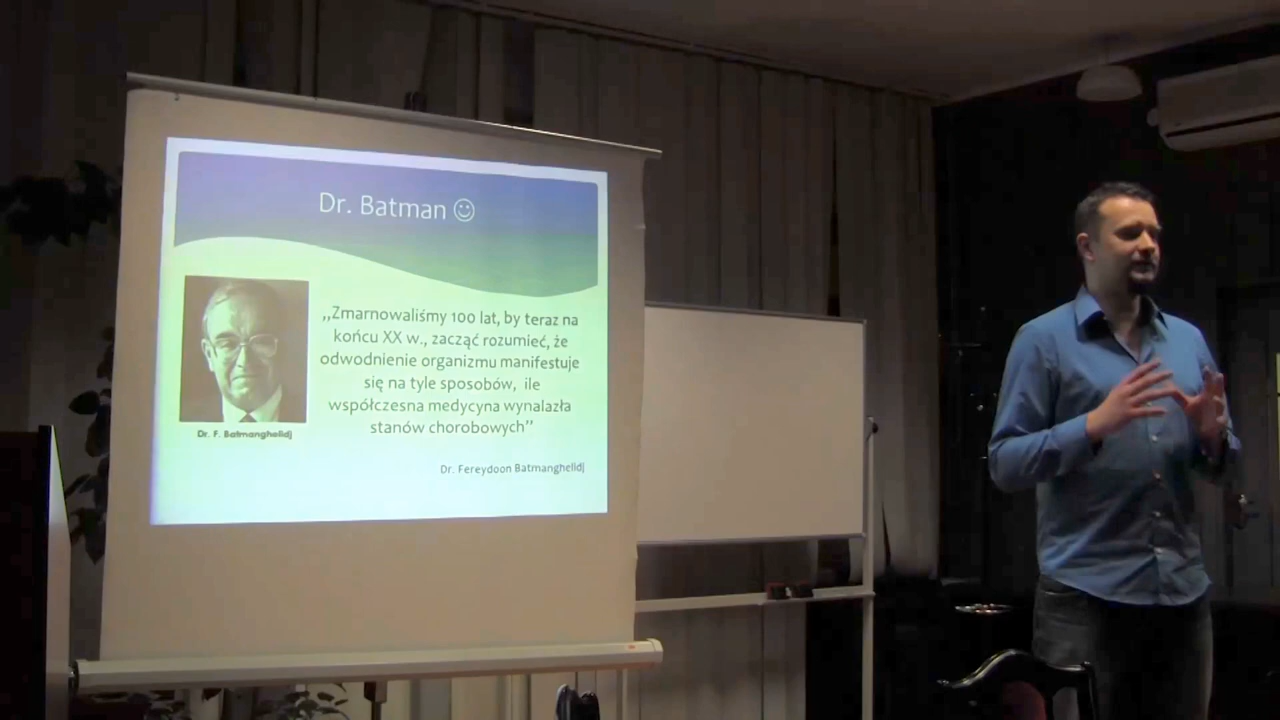 Dr. Batman ☺
„Zmarnowaliśmy 100 lat, by teraz na
końcu XX w., zacząć rozumieć, że
odwodnienie organizmu manifestuje
się na tyle sposobów, ile
współczesna medycyna wynalazła
stanów chorobowych”
Dr. F. Batmanghelidj
Dr. Fereydoon Batmanghelidj